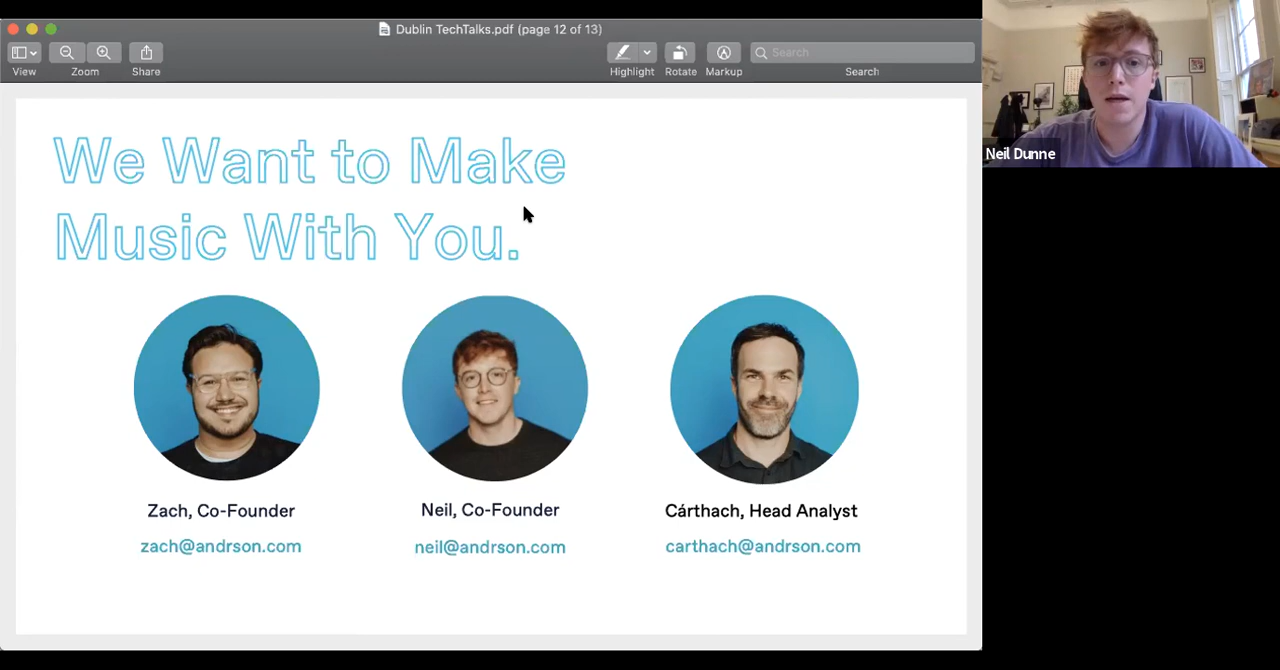 Dublin TechTalks.pdf (page 12 of 13)
View
Zoom
Share
Highlight
Rotate
Markup
Search
Search
Neil Dunne
We Want to Make
Music With You.
Zach, Co-Founder
zach@andrson.com
Neil, Co-Founder
neil@andrson.com
Cárthach, Head Analyst
carthach@andrson.com